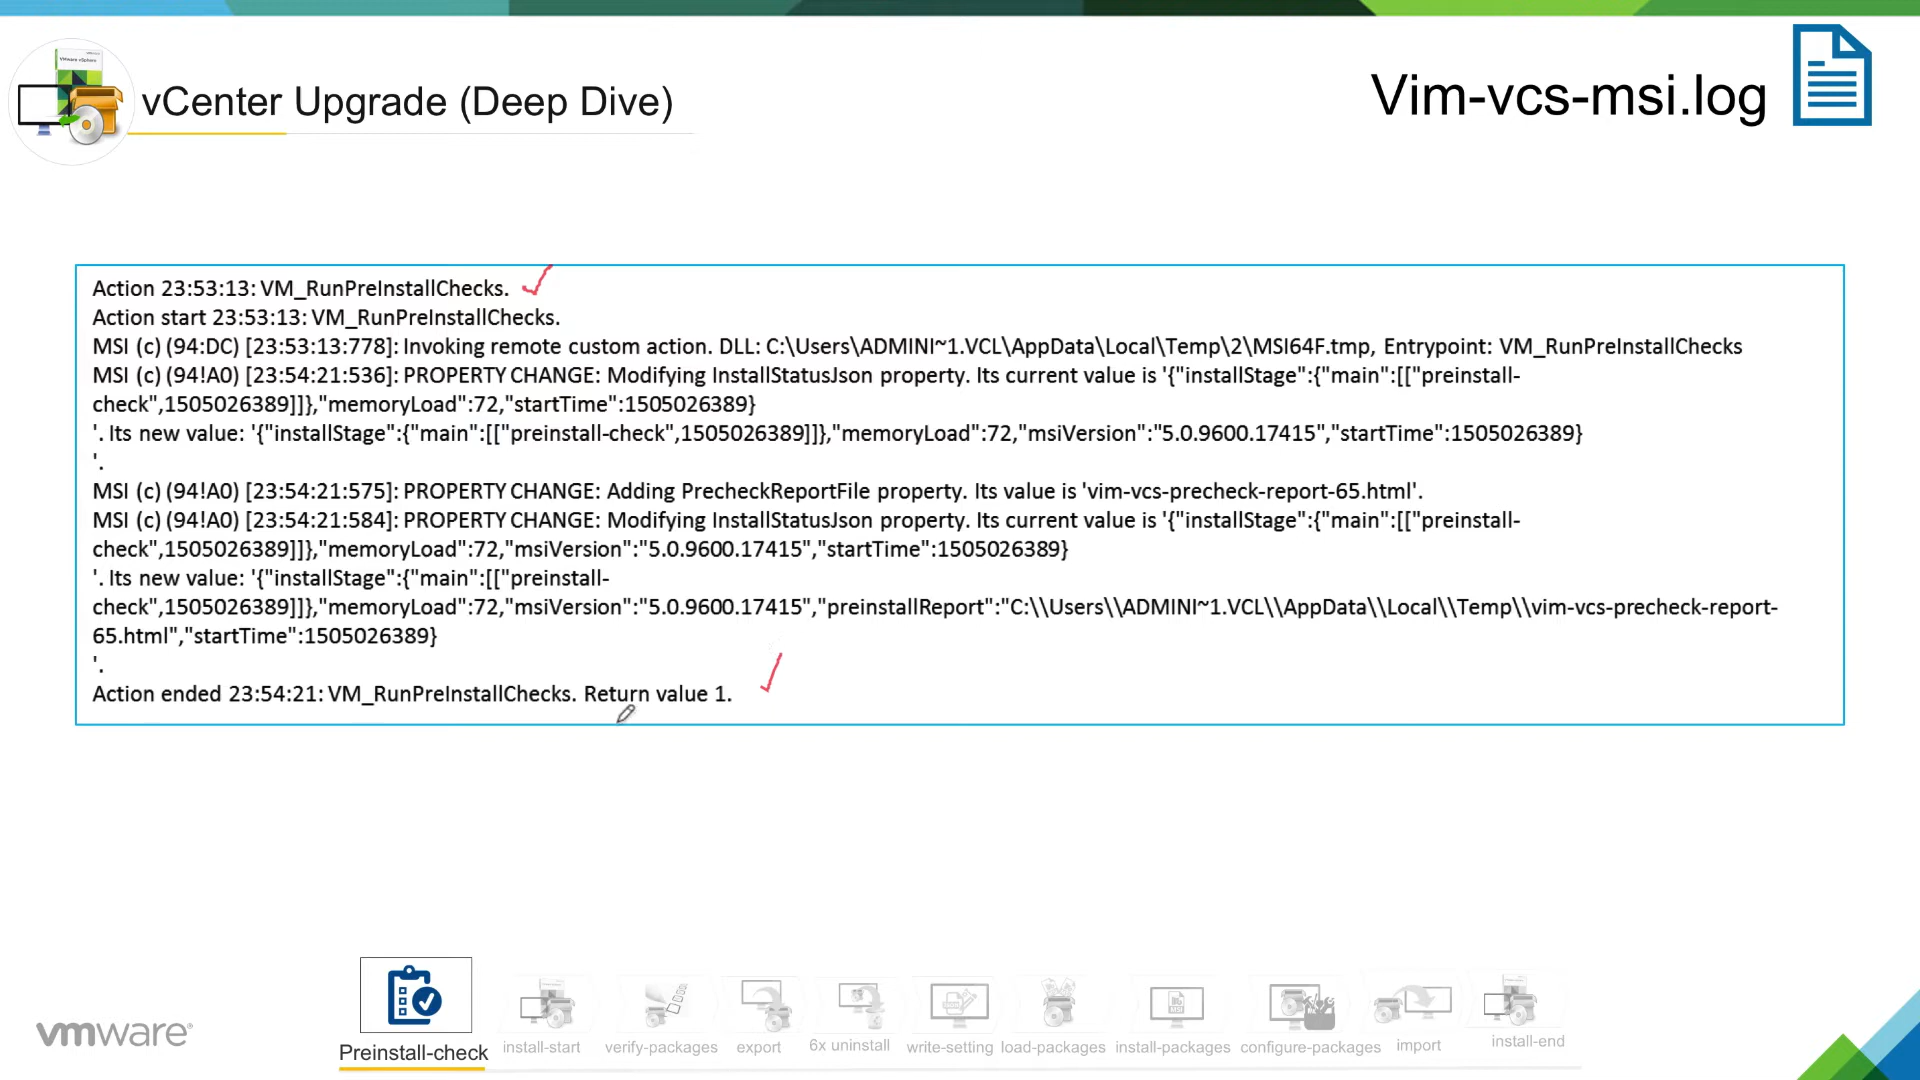 vCenter Upgrade (Deep Dive)
Vim-vcs-msi.log
Action 23:53:13: VM_RunPreInstallChecks.
Action start 23:53:13: VM_RunPreInstallChecks.
MSI (c) (94:DC) [23:53:13:778]: Invoking remote custom action. DLL: C:\Users\ADMINI~1.VCL\AppData\Local\Temp\2\MSI64F.tmp, Entrypoint: VM_RunPreInstallChecks
MSI (c) (94!A0) [23:54:21:536]: PROPERTY CHANGE: Modifying InstallStatusJson property. Its current value is '{"installStage":{"main":[["preinstall-
check",1505026389]]},"memoryLoad":72,"startTime":1505026389}
'. Its new value: '{"installStage":{"main":[["preinstall-check",1505026389]]},"memoryLoad":72,"msiVersion":"5.0.9600.17415","startTime":1505026389}
'.
MSI (c) (94!A0) [23:54:21:575]: PROPERTY CHANGE: Adding PrecheckReportFile property. Its value is 'vim-vcs-precheck-report-65.html'.
MSI (c) (94!A0) [23:54:21:584]: PROPERTY CHANGE: Modifying InstallStatusJson property. Its current value is '{"installStage":{"main":[["preinstall-
check",1505026389]]},"memoryLoad":72,"msiVersion":"5.0.9600.17415","startTime":1505026389}
'. Its new value: '{"installStage":{"main":[["preinstall-
check",1505026389]]},"memoryLoad":72,"msiVersion":"5.0.9600.17415","preinstallReport":"C:\\Users\\ADMINI~1.VCL\\AppData\\Local\\Temp\\vim-vcs-precheck-report-
65.html","startTime":1505026389}
'.
Action ended 23:54:21: VM_RunPreInstallChecks. Return value 1.
vmware®
Preinstall-check
install-start
verify-packages
export
6x uninstall
write-setting
load-packages
install-packages
configure-packages
import
install-end